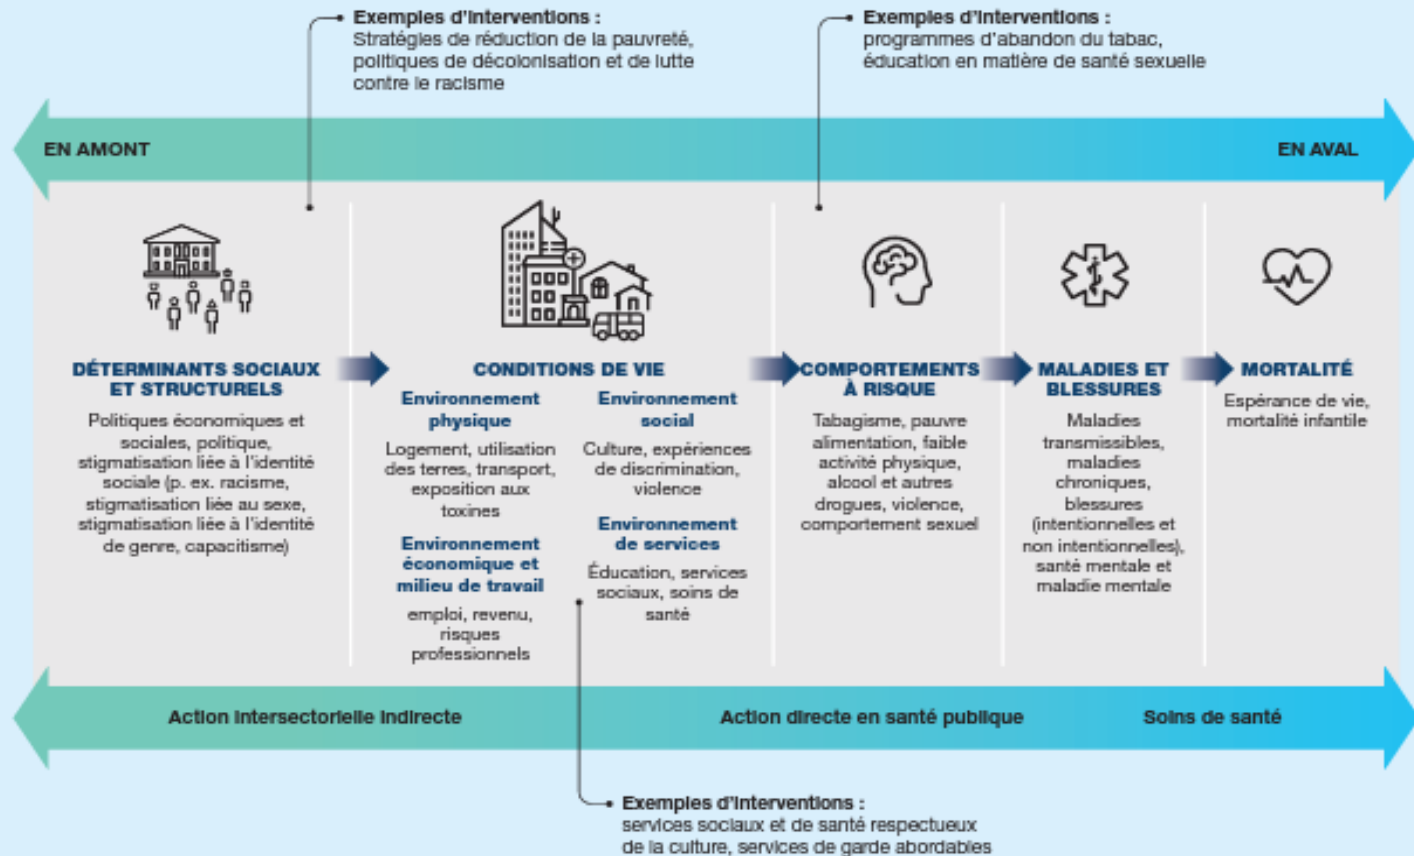 Exemples d'interventions :
Stratégies de réduction de la pauvreté,
politiques de décolonisation et de lutte
contre le racisme
Exemples d'interventions :
programmes d'abandon du tabac,
éducation en matière de santé sexuelle
EN AMONT
EN AVAL
DÉTERMINANTS SOCIAUX
ET STRUCTURELS
Politiques économiques et
sociales, politique,
stigmatisation liée à l'identité
sociale (p. ex. racisme,
stigmatisation liée au sexe,
stigmatisation liée à l'identité
de genre, capacitisme)
CONDITIONS DE VIE
Environnement
physique
Logement, utilisation
des terres, transport,
exposition aux
toxines
Environnement
économique et
milieu de travail
emploi, revenu,
risques
professionnels
Environnement
social
Culture, expériences
de discrimination,
violence
Environnement
de services
Éducation, services
sociaux, soins de
santé
COMPORTEMENTS
À RISQUE
Tabagisme, pauvre
alimentation, faible
activité physique,
alcool et autres
drogues, violence,
comportement sexuel
MALADIES ET
BLESSURES
Maladies
transmissibles,
maladies
chroniques,
blessures
(intentionnelles et
non intentionnelles),
santé mentale et
maladie mentale
MORTALITÉ
Espérance de vie,
mortalité infantile
Action intersectorielle indirecte
Action directe en santé publique
Soins de santé
Exemples d'interventions :
services sociaux et de santé respectueux
de la culture, services de garde abordables